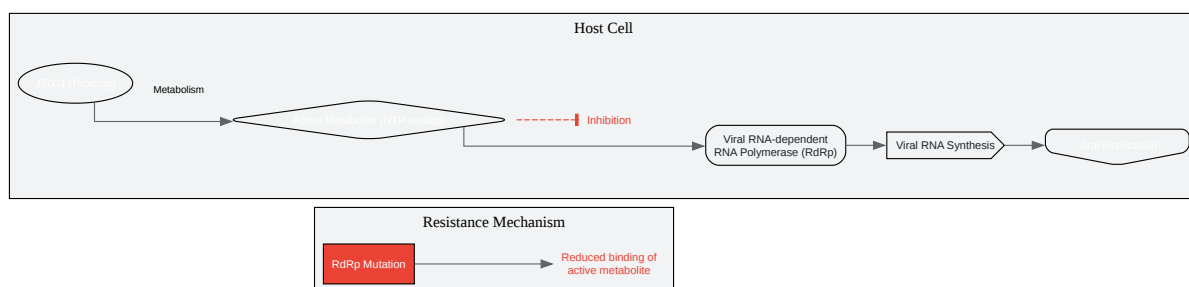 Host Cell
JT001 (Prodrug)
Metabolism
Active Metabolite (NTP analog)
Inhibition
Viral RNA-dependent
RNA Polymerase (RdRp)
Viral RNA Synthesis
Viral Replication
Resistance Mechanism
RdRp Mutation
Reduced binding of
active metabolite